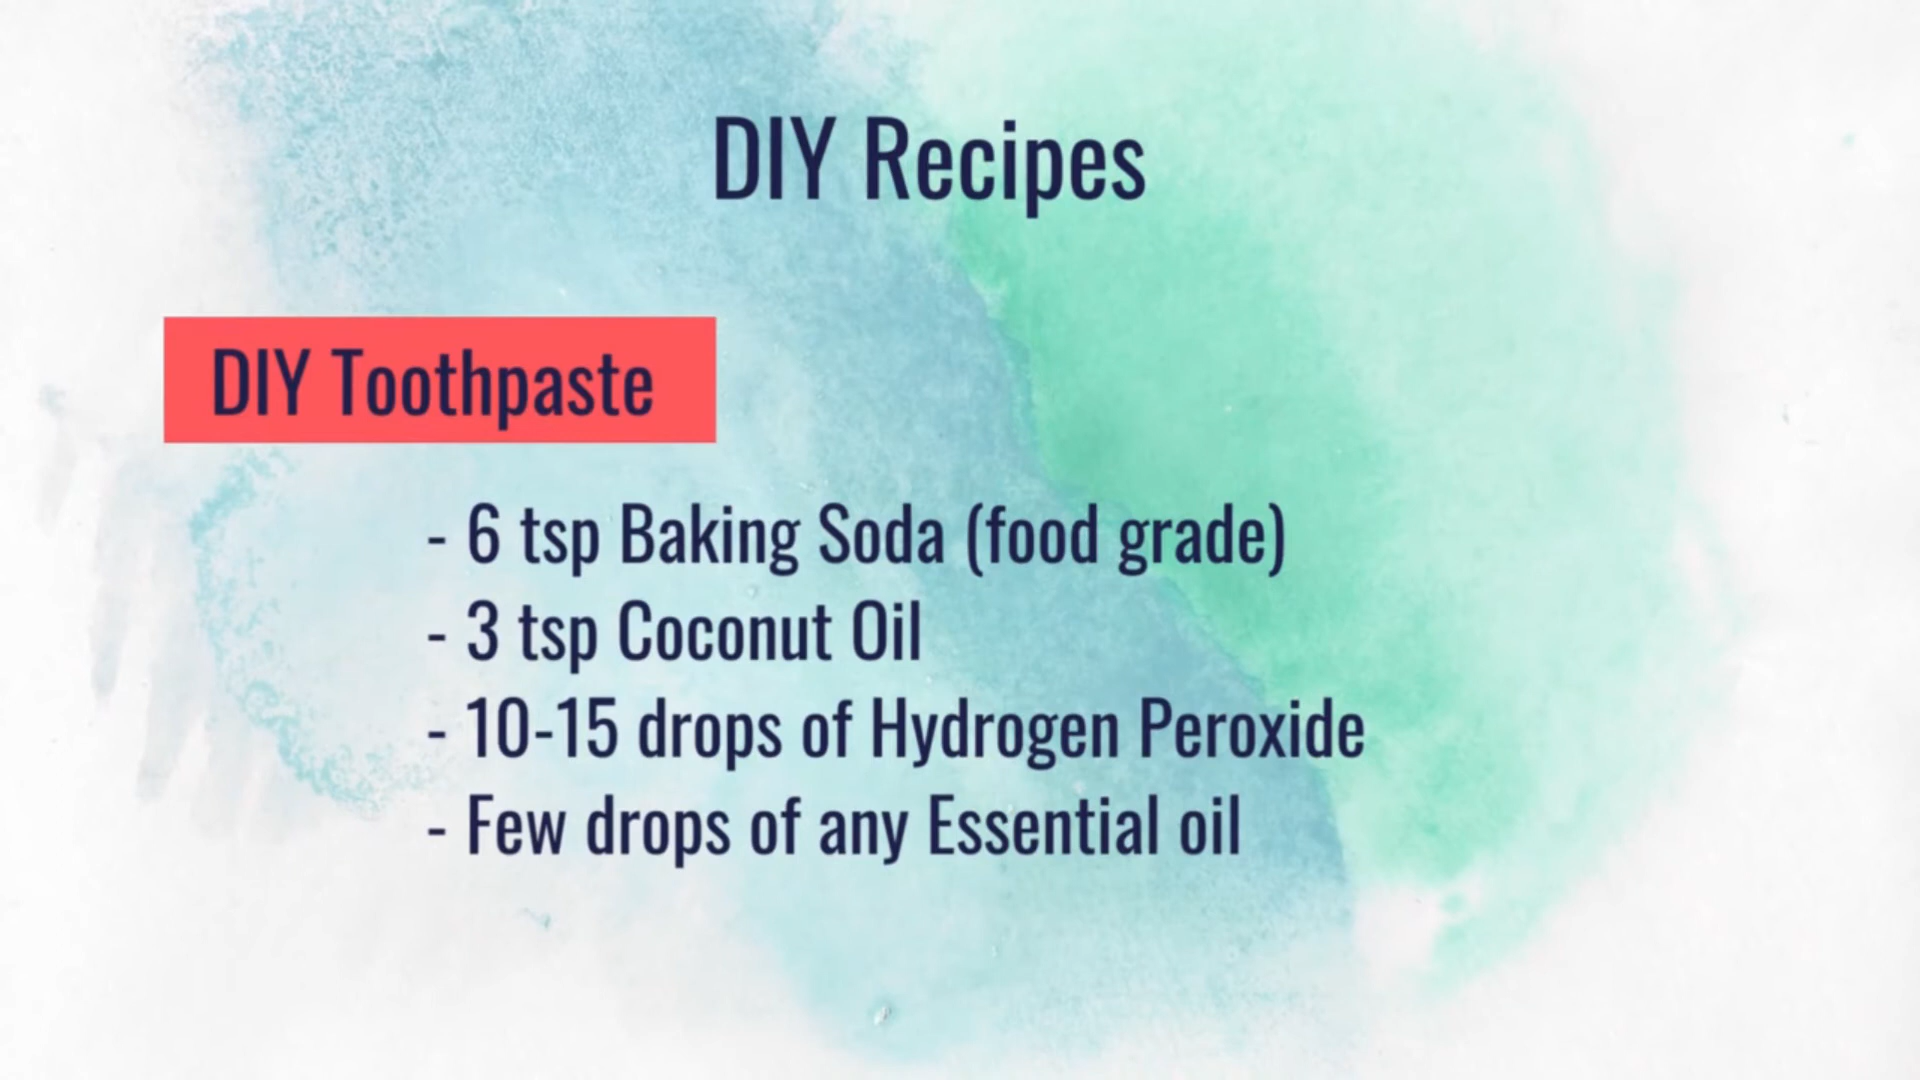 DIY Recipes
DIY Toothpaste
- 6 tsp Baking Soda (food grade)
- 3 tsp Coconut Oil
- 10-15 drops of Hydrogen Peroxide
- Few drops of any Essential oil